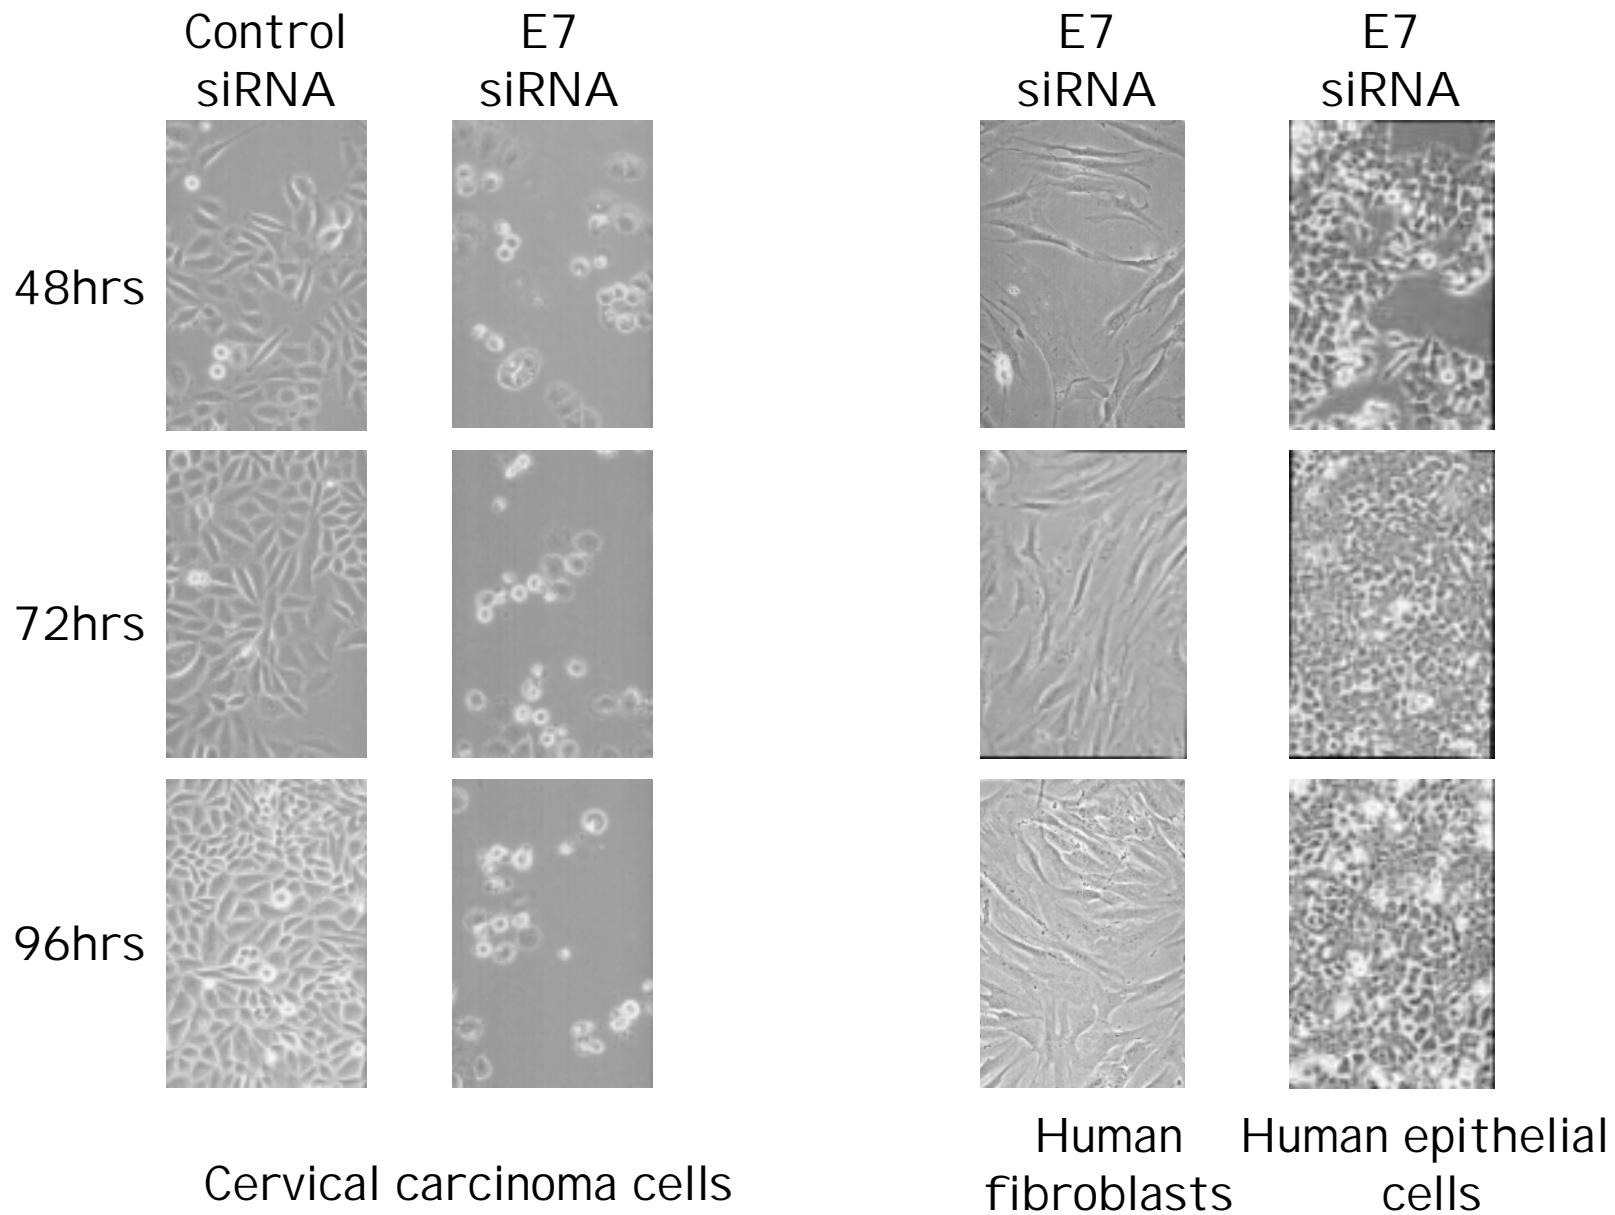 Control
siRNA
E7
siRNA
E7
siRNA
E7
siRNA
48hrs
72hrs
96hrs
Cervical carcinoma cells
Human
fibroblasts
Human epithelial
cells